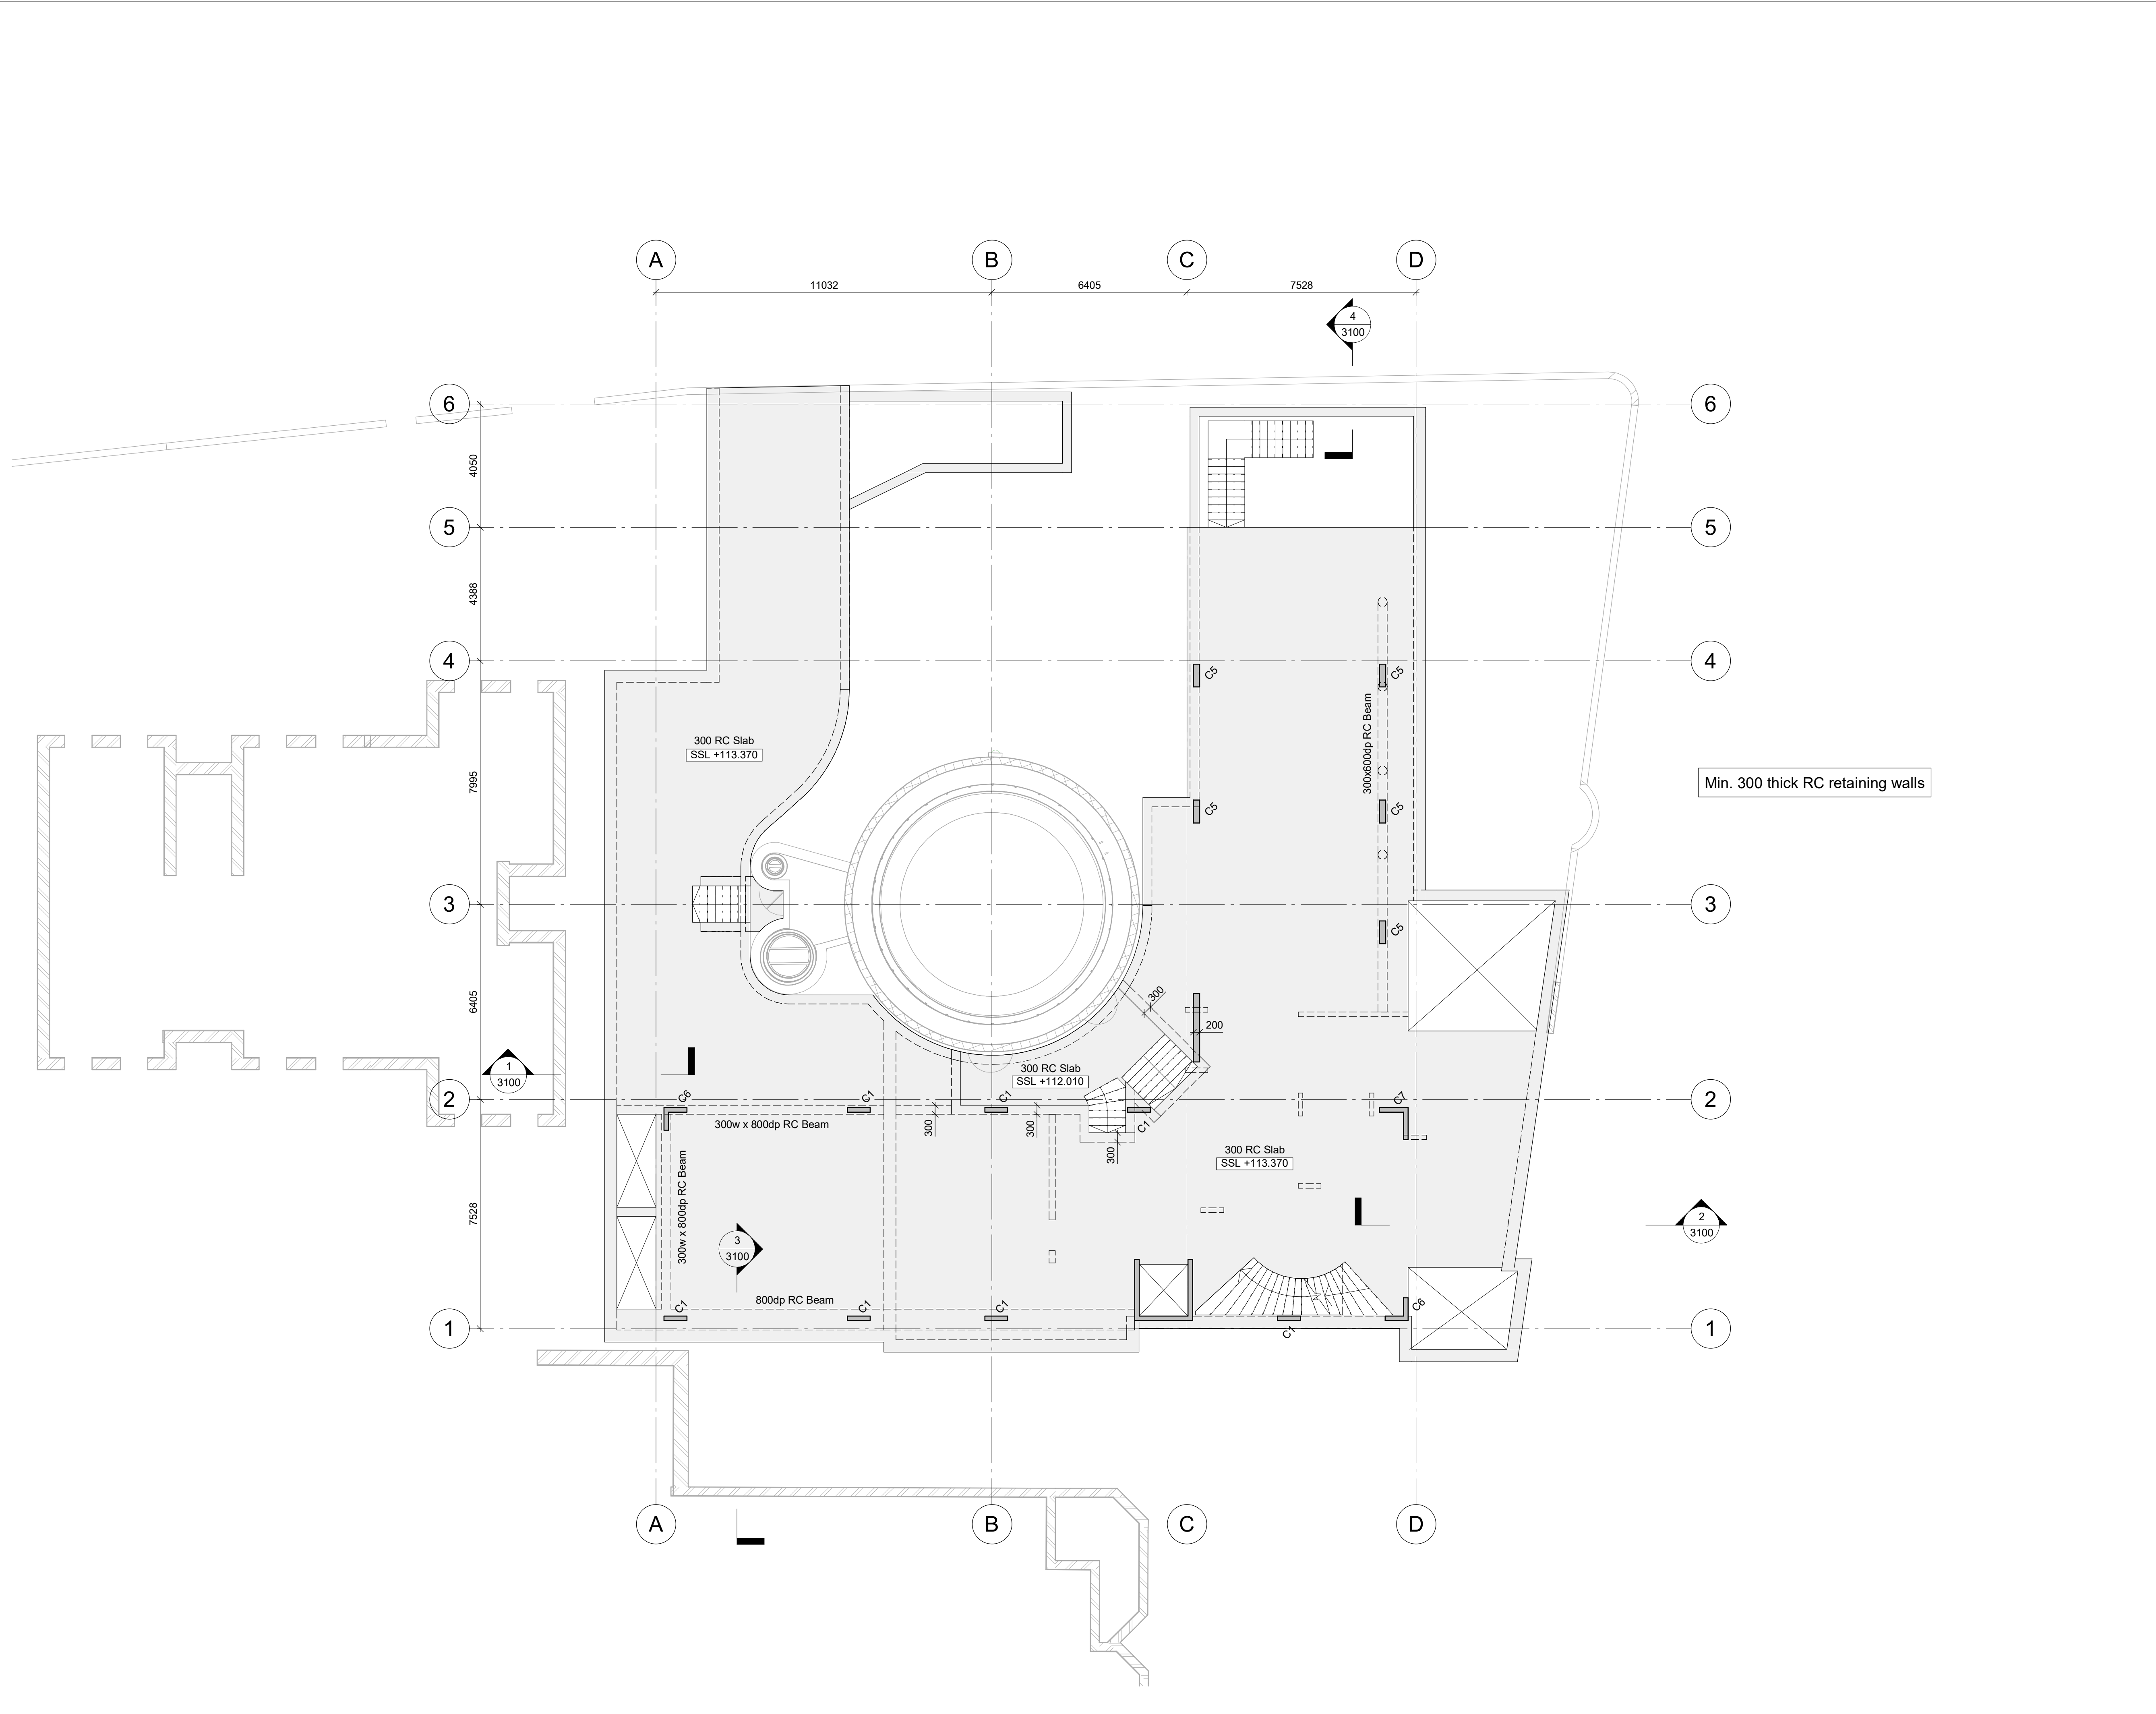 A
B
C
D
11032
6405
7528
4
3100
6
6
4050
5
5
4388
4
4
C5
C5
300x600dp RC Beam
300 RC Slab
SSL +113.370
7995
Min. 300 thick RC retaining walls
C5
C5
3
3
C5
6405
300
200
1
3100
300 RC Slab
SSL +112.010
2
2
C6
C1
C1
C1
C7
300w x 800dp RC Beam
300
300
300
300 RC Slab
SSL +113.370
7528
300w x 800dp RC Beam
3
3100
2
3100
800dp RC Beam
C1
C1
C1
C1
C6
1
1
A
B
C
D